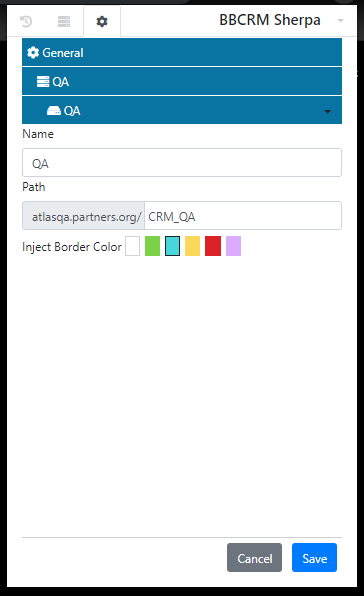 BBCRM Sherpa
General
QA
QA
Name
QA
Path
atlasqa.partners.org/ CRM_QA
Inject Border Color
Cancel Save